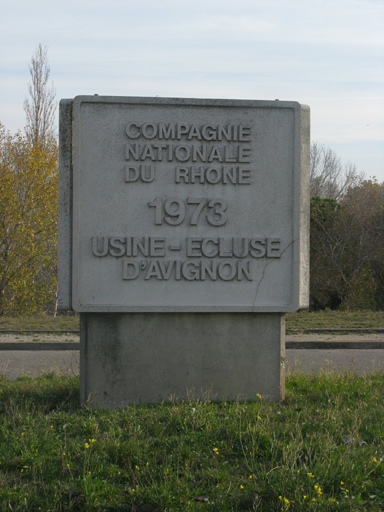 COMPAGNIE
NATIONALE
DU RHONE
1973
USINE-ECLUSE
D'AVIGNON